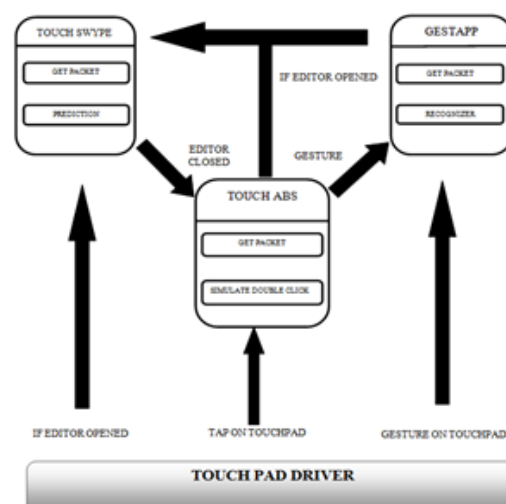 TOUCH SWYPE
GET PACKET
PREDICTION
GESTAPP
GET PACKET
RECOGNIZER
IF EDITOR OPENED
EDITOR
CLOSED
GESTURE
TOUCH ABS
GET PACKET
SIMULATE DOUBLE CLICK
IF EDITOR OPENED
TAP ON TOUCHPAD
GESTURE ON TOUCHPAD
TOUCH PAD DRIVER